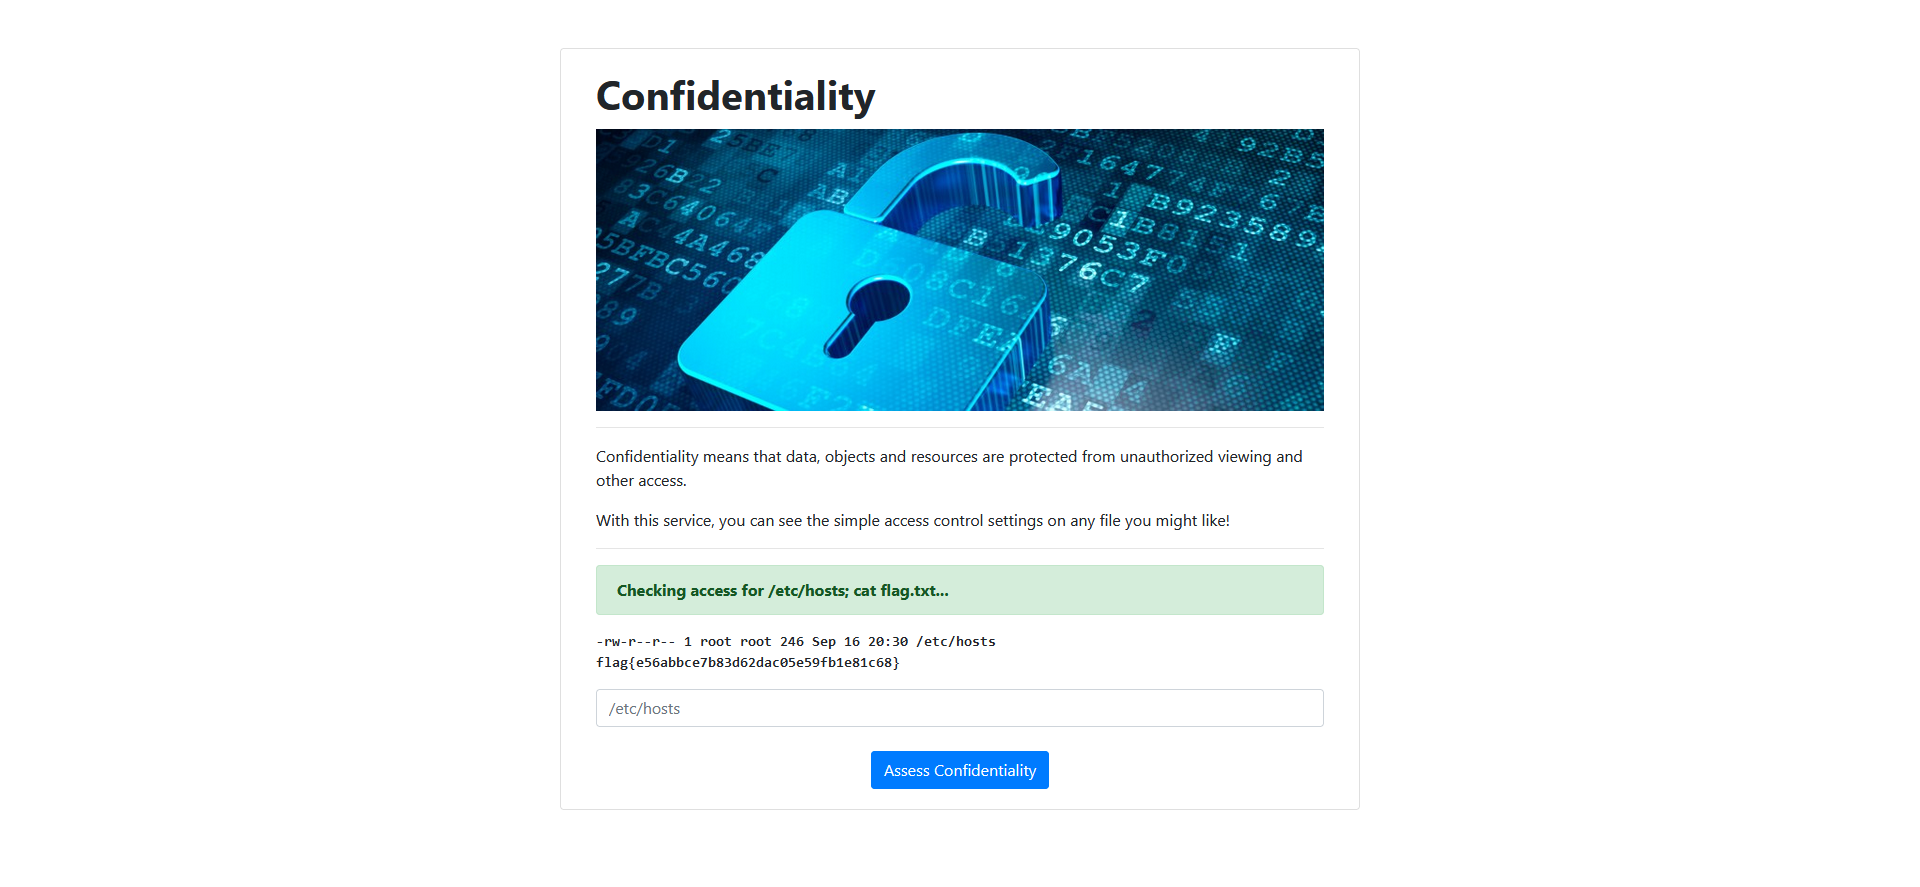 Confidentiality
Confidentiality means that data, objects and resources are protected from unauthorized viewing and
other access.
With this service, you can see the simple access control settings on any file you might like!
Checking access for /etc/hosts; cat flag.txt...
-rw-r--r-- 1 root root 246 Sep 16 20:30 /etc/hosts
flag{e56abbce7b83d62dac05e59fb1e81c68}
/etc/hosts
Assess Confidentiality